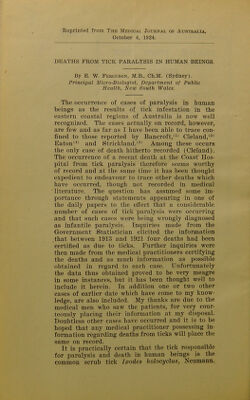 Reprinted from THE MEDICAL JOURNAL OF AUSTRALIA,
October 4, 1924.
DEATHS FROM TICK PARALYSIS IN HUMAN BEINGS.
By E. W. FERGUSON, M.B., Ch.M. (Sydney).
Principal Micro-Biologist, Department of Public
Health, New South Wales.
The occurrence of cases of paralysis in human
beings as the results of tick infestation in the
eastern coastal regions of Australia is now well
recognized. The cases actually on record, however,
are few and as far as I have been able to trace con-
fined to those reported by Bancroft, Cleland,
Eaton and Strickland. Among these occurs
the only case of death hitherto recorded (Cleland).
The occurrence of a recent death at the Coast Hos-
pital from tick paralysis therefore seems worthy
of record and at the same time it has been thought
expedient to endeavour to trace other deaths which
have occurred, though not recorded in medical
literature. The question has assumed some im-
portance through statements appearing in one of
the daily papers to the effect that a considerable
number of cases of tick paralysis were occurring
and that such cases were being wrongly diagnosed
as infantile paralysis. Inquiries made from the
Government Statistician elicited the information
that between 1913 and 1921 four deaths had been
certified as due to ticks. Further inquiries were
then made from the medical practitioners certifying
the deaths and as much information as possible
obtained in regard to each case. Unfortunately
the data thus obtained proved to be very meagre
in some instances, but it has been thought well to
include it herein. In addition one or two other
cases of earlier date which have come to my know-
ledge, are also included. My thanks are due to the
medical men who saw the patients, for very cour-
teously placing their information at my disposal.
Doubtless other cases have occurred and it is to be
hoped that any medical practitioner possessing in-
formation regarding deaths from ticks will place the
same on record.
It is practically certain that the tick responsible
for paralysis and death in human beings is the
common scrub tick Ixodes holocyclus, Neumann.